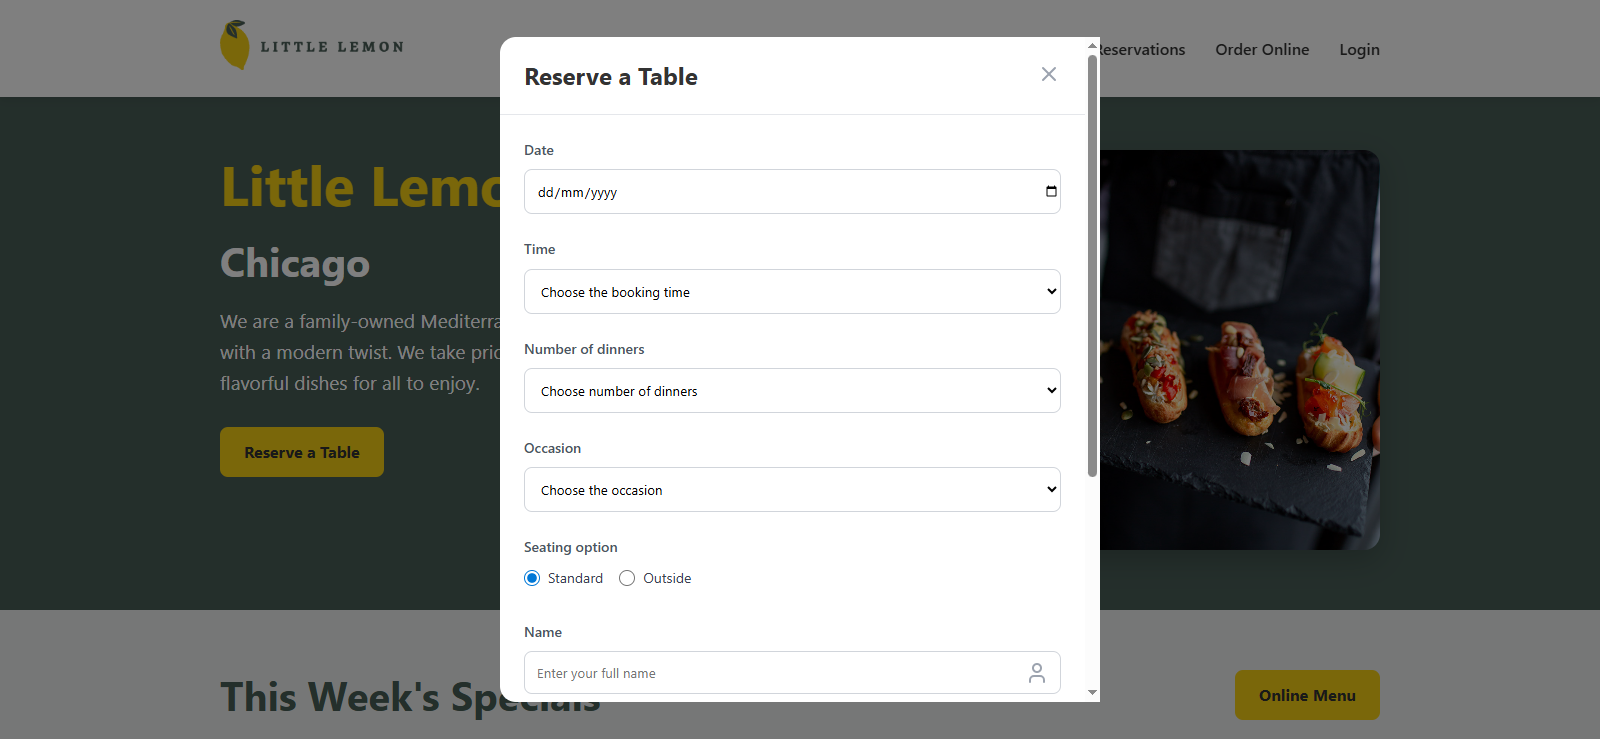 LITTLE LEMON
Reservations
Order Online
Login
Reserve a Table
Date
dd/mm/yyyy
Time
Choose the booking time
Number of dinners
Choose number of dinners
Occasion
Choose the occasion
Seating option
Standard
Outside
Name
Enter your full name
Little Lemo
Chicago
We are a family-owned Mediterra
with a modern twist. We take pric
flavorful dishes for all to enjoy.
Reserve a Table
This Week's Specials
Online Menu